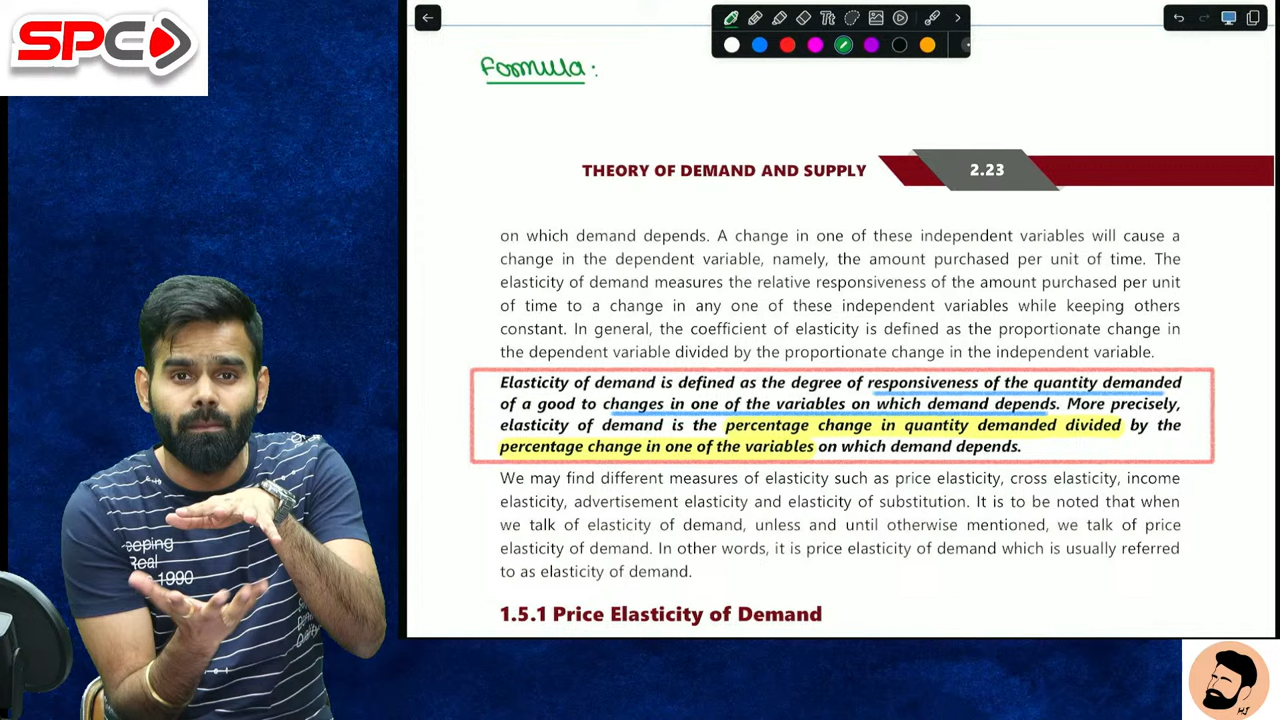 SPC
Formula:
THEORY OF DEMAND AND SUPPLY
2.23
on which demand depends. A change in one of these independent variables will cause a
change in the dependent variable, namely, the amount purchased per unit of time. The
elasticity of demand measures the relative responsiveness of the amount purchased per unit
of time to a change in any one of these independent variables while keeping others
constant. In general, the coefficient of elasticity is defined as the proportionate change in
the dependent variable divided by the proportionate change in the independent variable.
Elasticity of demand is defined as the degree of responsiveness of the quantity demanded
of a good to changes in one of the variables on which demand depends. More precisely,
elasticity of demand is the percentage change in quantity demanded divided by the
percentage change in one of the variables on which demand depends.
We may find different measures of elasticity such as price elasticity, cross elasticity, income
elasticity, advertisement elasticity and elasticity of substitution. It is to be noted that when
we talk of elasticity of demand, unless and until otherwise mentioned, we talk of price
elasticity of demand. In other words, it is price elasticity of demand which is usually referred
to as elasticity of demand.
1.5.1 Price Elasticity of Demand
eeping
Real
1990
HJ